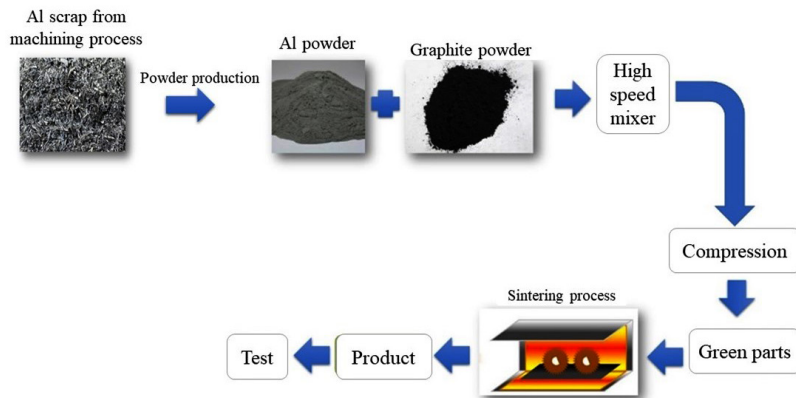 Al scrap from
machining process
Powder production
Al powder
Graphite powder
High
speed
mixer
Compression
Green parts
Sintering process
Product
Test